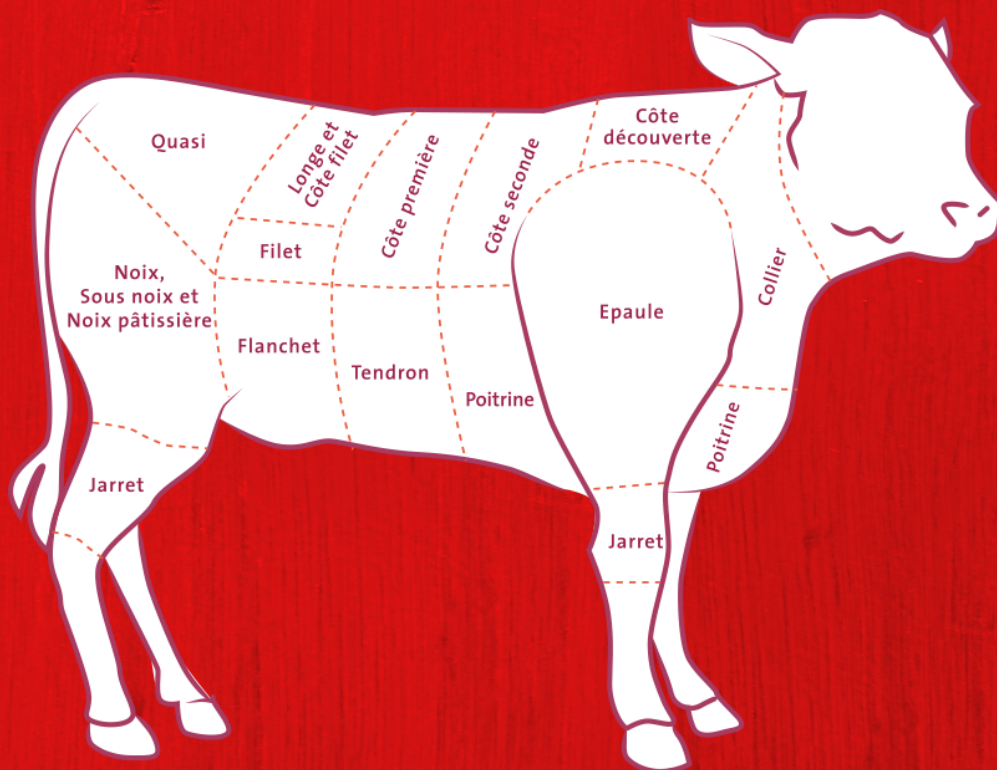 Quasi
Longe et
Côte filet
Côte première
Côte seconde
Côte
découverte
Filet
Noix,
Sous noix et
Noix pâtissière
Flanchet
Tendron
Poitrine
Epaule
Collier
Poitrine
Jarret
Jarret